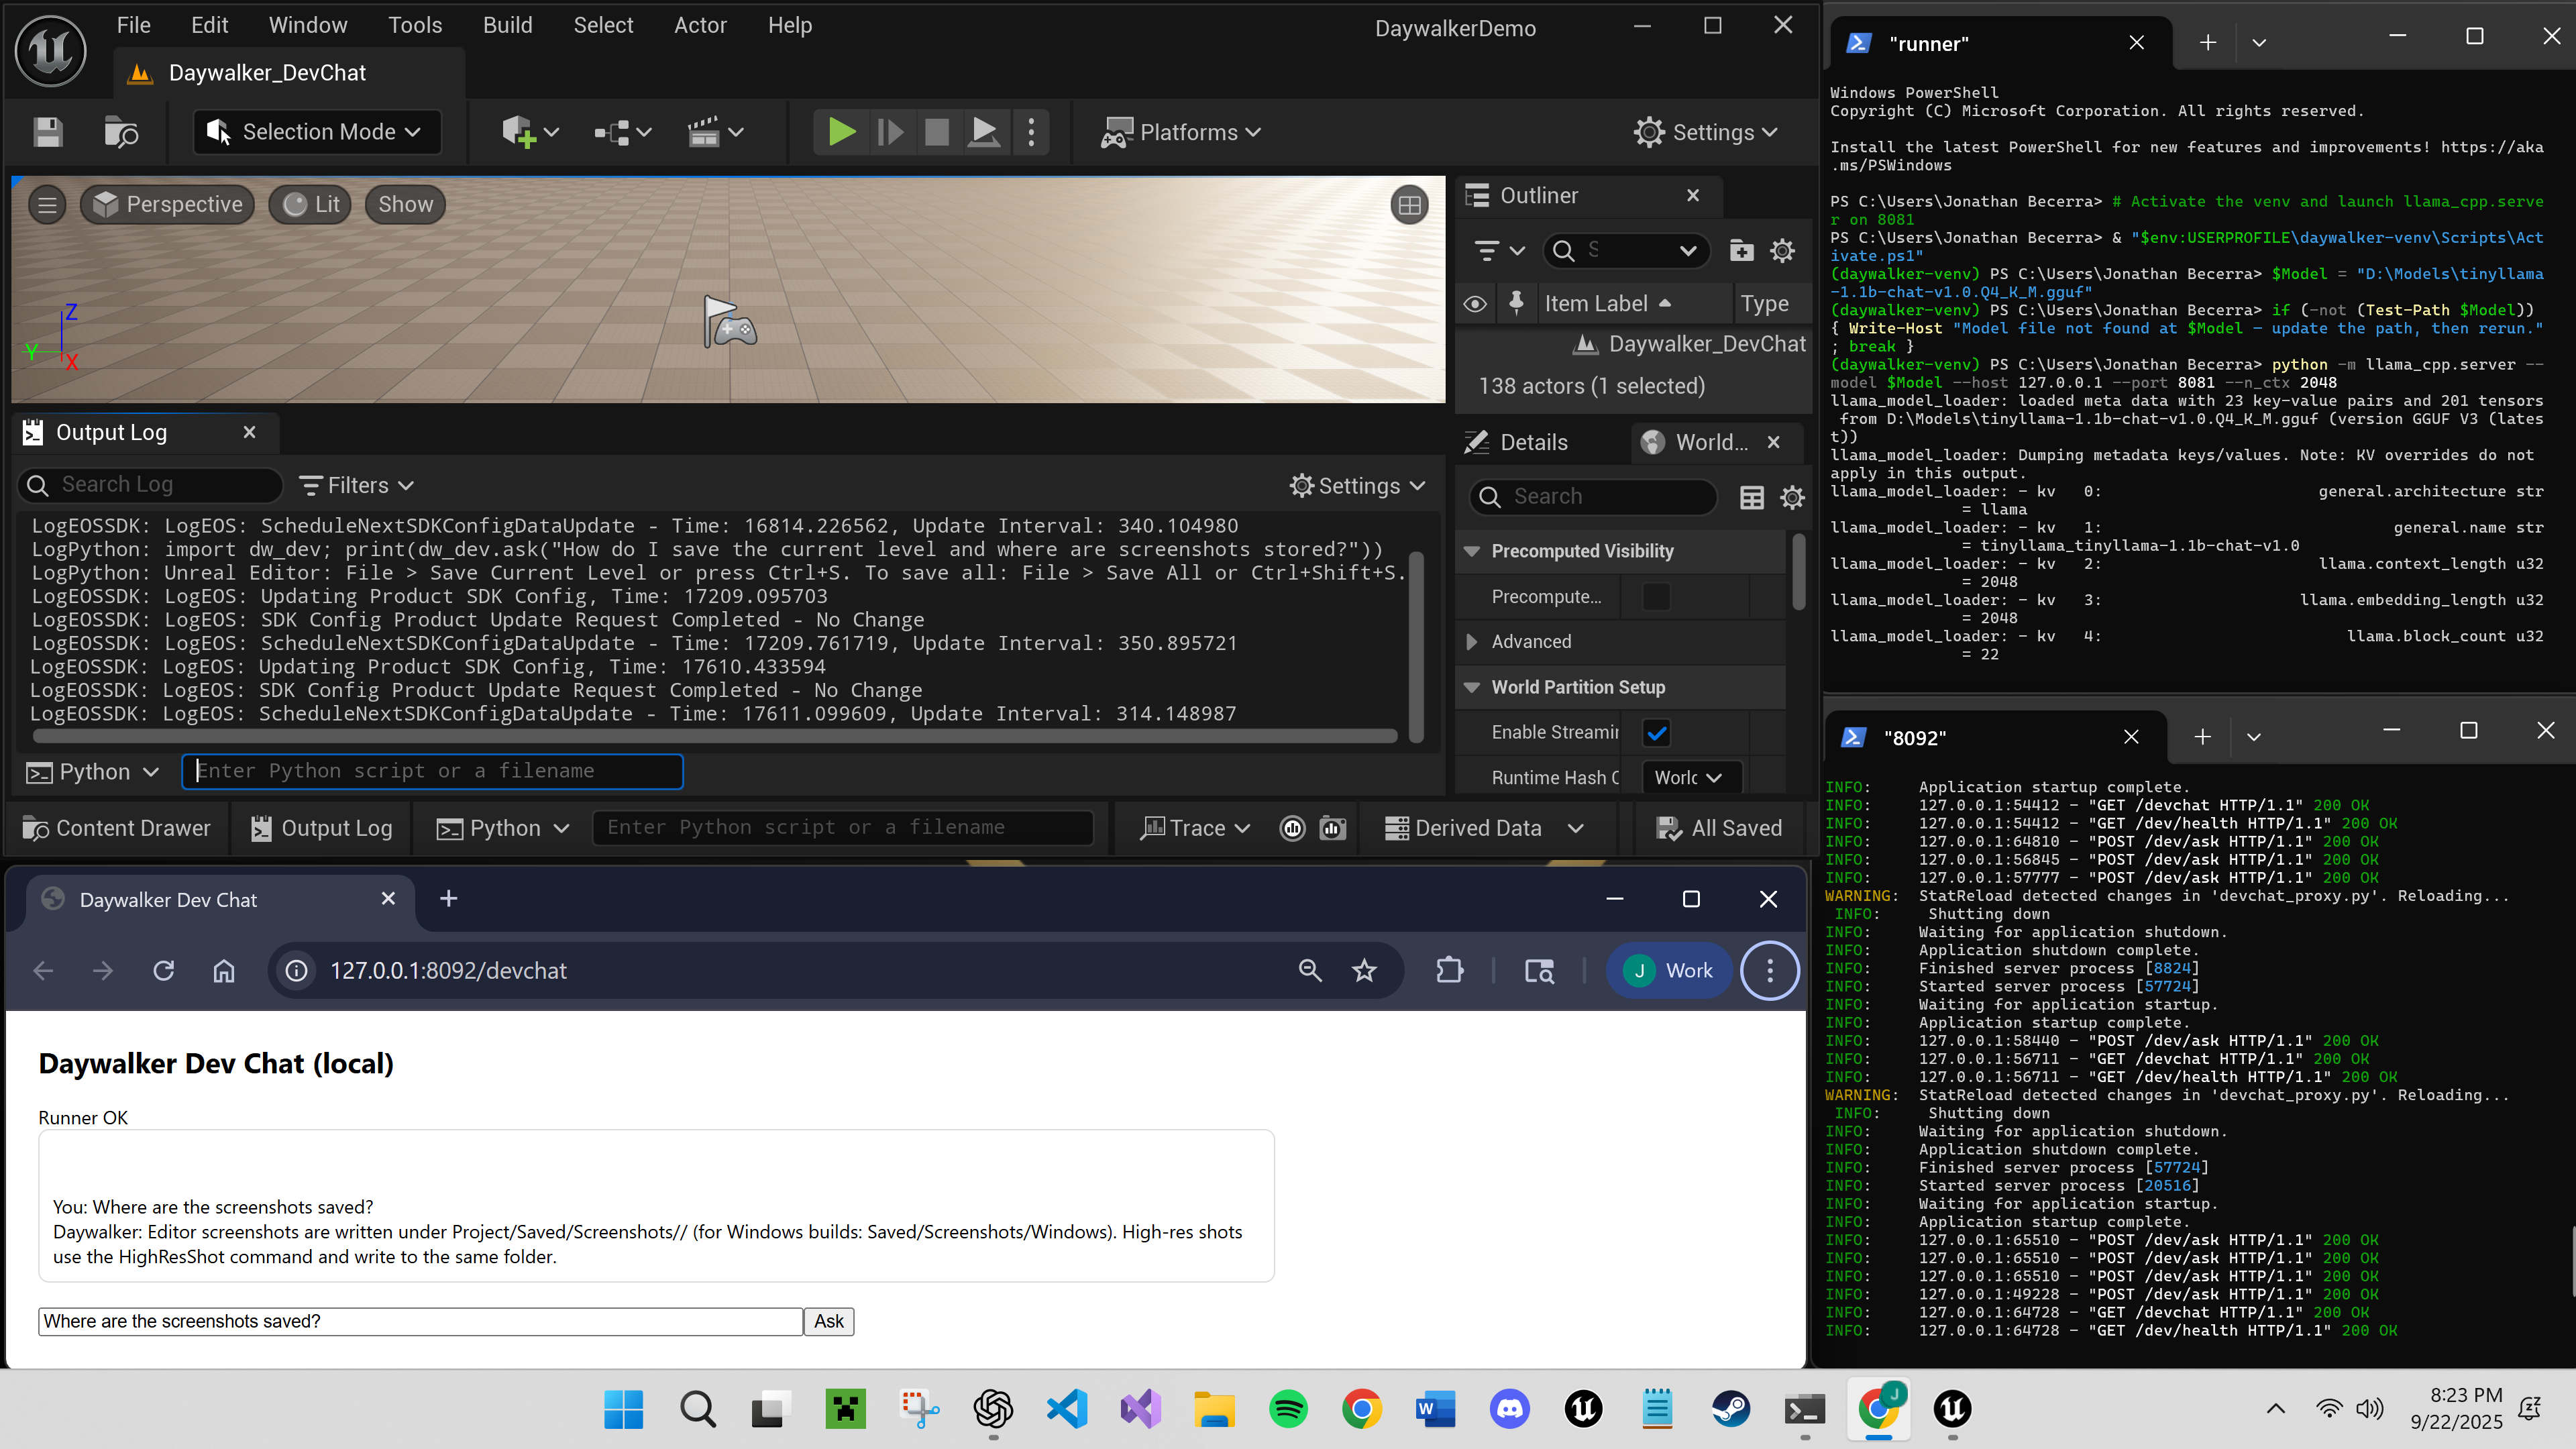 File Edit Window Tools Build Select Actor Help DaywalkerDemo
Daywalker_DevChat
Selection Mode Platforms Settings
Perspective Lit Show
Z
Y
X
Outliner
S
Item Label Type
Daywalker_DevChat
138 actors (1 selected)
Output Log
Search Log Filters Settings
LogEOSSDK: LogEOS: ScheduleNextSDKConfigDataUpdate - Time: 16814.226562, Update Interval: 340.104980
LogPython: import dw_dev; print(dw_dev.ask("How do I save the current level and where are screenshots stored?"))
LogPython: Unreal Editor: File > Save Current Level or press Ctrl+S. To save all: File > Save All or Ctrl+Shift+S.
LogEOSSDK: LogEOS: Updating Product SDK Config, Time: 17209.095703
LogEOSSDK: LogEOS: SDK Config Product Update Request Completed - No Change
LogEOSSDK: LogEOS: ScheduleNextSDKConfigDataUpdate - Time: 17209.761719, Update Interval: 350.895721
LogEOSSDK: LogEOS: Updating Product SDK Config, Time: 17610.433594
LogEOSSDK: LogEOS: SDK Config Product Update Request Completed - No Change
LogEOSSDK: LogEOS: ScheduleNextSDKConfigDataUpdate - Time: 17611.099609, Update Interval: 314.148987
Python Enter Python script or a filename
Details World...
Search
Precomputed Visibility
Precompute...
Advanced
World Partition Setup
Enable Streamin
Runtime Hash C Worlc
Content Drawer Output Log Python Enter Python script or a filename Trace Derived Data All Saved
Daywalker Dev Chat
127.0.0.1:8092/devchat J Work
Daywalker Dev Chat (local)
Runner OK
You: Where are the screenshots saved?
Daywalker: Editor screenshots are written under Project/Saved/Screenshots// (for Windows builds: Saved/Screenshots/Windows). High-res shots
use the HighResShot command and write to the same folder.
Where are the screenshots saved? Ask
"runner"
Windows PowerShell
Copyright (C) Microsoft Corporation. All rights reserved.
Install the latest PowerShell for new features and improvements! https://aka
.ms/PSWindows
PS C:\Users\Jonathan Becerra> # Activate the venv and launch llama_cpp.serve
r on 8081
PS C:\Users\Jonathan Becerra> & "$env:USERPROFILE\daywalker-venv\Scripts\Act
ivate.ps1"
(daywalker-venv) PS C:\Users\Jonathan Becerra> $Model = "D:\Models\tinyllama
-1.1b-chat-v1.0.Q4_K_M.gguf"
(daywalker-venv) PS C:\Users\Jonathan Becerra> if (-not (Test-Path $Model))
{ Write-Host "Model file not found at $Model — update the path, then rerun."
; break }
(daywalker-venv) PS C:\Users\Jonathan Becerra> python -m llama_cpp.server --
model $Model --host 127.0.0.1 --port 8081 --n_ctx 2048
llama_model_loader: loaded meta data with 23 key-value pairs and 201 tensors
from D:\Models\tinyllama-1.1b-chat-v1.0.Q4_K_M.gguf (version GGUF V3 (lates
t))
llama_model_loader: Dumping metadata keys/values. Note: KV overrides do not
apply in this output.
llama_model_loader: - kv 0: general.architecture str
= llama
llama_model_loader: - kv 1: general.name str
= tinyllama_tinyllama-1.1b-chat-v1.0
llama_model_loader: - kv 2: llama.context_length u32
= 2048
llama_model_loader: - kv 3: llama.embedding_length u32
= 2048
llama_model_loader: - kv 4: llama.block_count u32
= 22
"8092"
INFO: Application startup complete.
INFO: 127.0.0.1:54412 - "GET /devchat HTTP/1.1" 200 OK
INFO: 127.0.0.1:54412 - "GET /dev/health HTTP/1.1" 200 OK
INFO: 127.0.0.1:64810 - "POST /dev/ask HTTP/1.1" 200 OK
INFO: 127.0.0.1:56845 - "POST /dev/ask HTTP/1.1" 200 OK
INFO: 127.0.0.1:57777 - "POST /dev/ask HTTP/1.1" 200 OK
WARNING: StatReload detected changes in 'devchat_proxy.py'. Reloading...
INFO: Shutting down
INFO: Waiting for application shutdown.
INFO: Application shutdown complete.
INFO: Finished server process [8824]
INFO: Started server process [57724]
INFO: Waiting for application startup.
INFO: Application startup complete.
INFO: 127.0.0.1:58440 - "POST /dev/ask HTTP/1.1" 200 OK
INFO: 127.0.0.1:56711 - "GET /devchat HTTP/1.1" 200 OK
INFO: 127.0.0.1:56711 - "GET /dev/health HTTP/1.1" 200 OK
WARNING: StatReload detected changes in 'devchat_proxy.py'. Reloading...
INFO: Shutting down
INFO: Waiting for application shutdown.
INFO: Application shutdown complete.
INFO: Finished server process [57724]
INFO: Started server process [20516]
INFO: Waiting for application startup.
INFO: Application startup complete.
INFO: 127.0.0.1:65510 - "POST /dev/ask HTTP/1.1" 200 OK
INFO: 127.0.0.1:65510 - "POST /dev/ask HTTP/1.1" 200 OK
INFO: 127.0.0.1:65510 - "POST /dev/ask HTTP/1.1" 200 OK
INFO: 127.0.0.1:49228 - "POST /dev/ask HTTP/1.1" 200 OK
INFO: 127.0.0.1:64728 - "GET /devchat HTTP/1.1" 200 OK
INFO: 127.0.0.1:64728 - "GET /dev/health HTTP/1.1" 200 OK
8:23 PM
9/22/2025